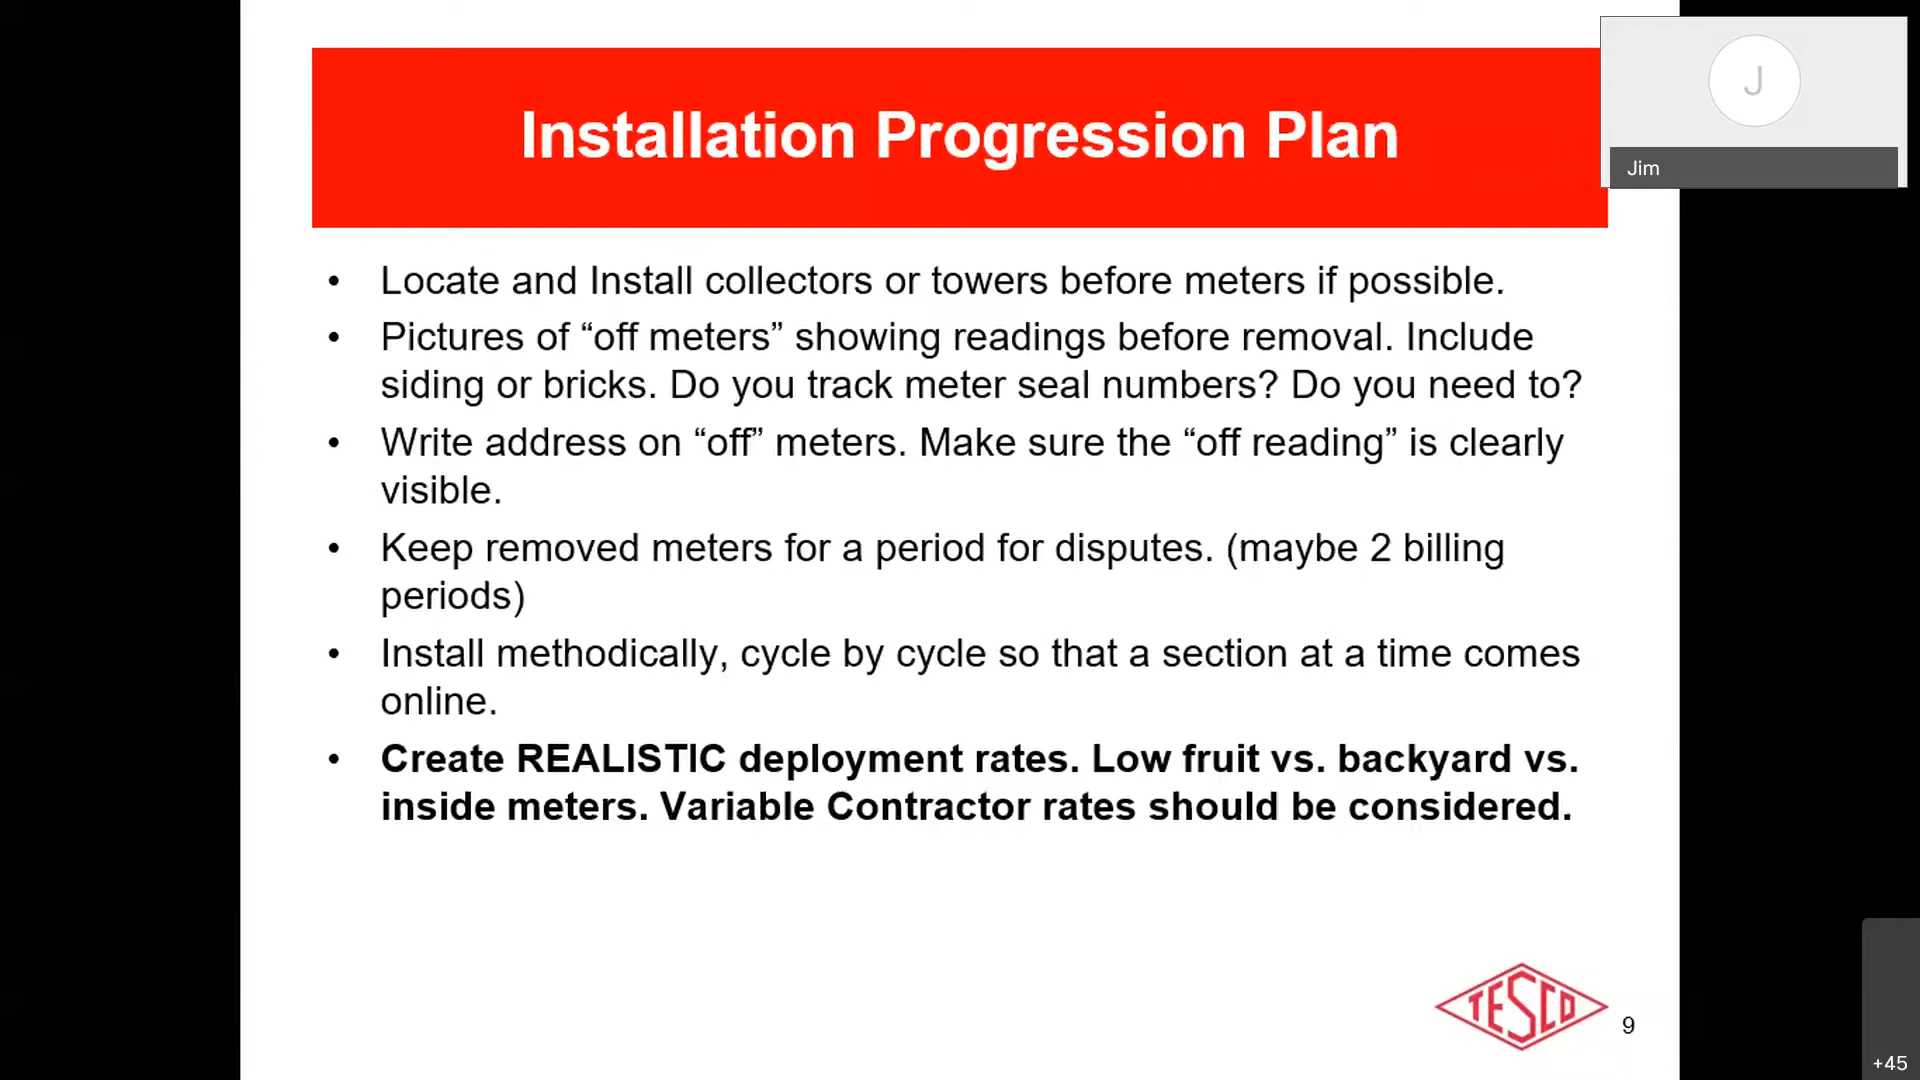 Installation Progression Plan
J
Jim
• Locate and Install collectors or towers before meters if possible.
• Pictures of “off meters” showing readings before removal. Include
siding or bricks. Do you track meter seal numbers? Do you need to?
• Write address on “off” meters. Make sure the “off reading” is clearly
visible.
• Keep removed meters for a period for disputes. (maybe 2 billing
periods)
• Install methodically, cycle by cycle so that a section at a time comes
online.
• Create REALISTIC deployment rates. Low fruit vs. backyard vs.
inside meters. Variable Contractor rates should be considered.
TESCO
9
+45